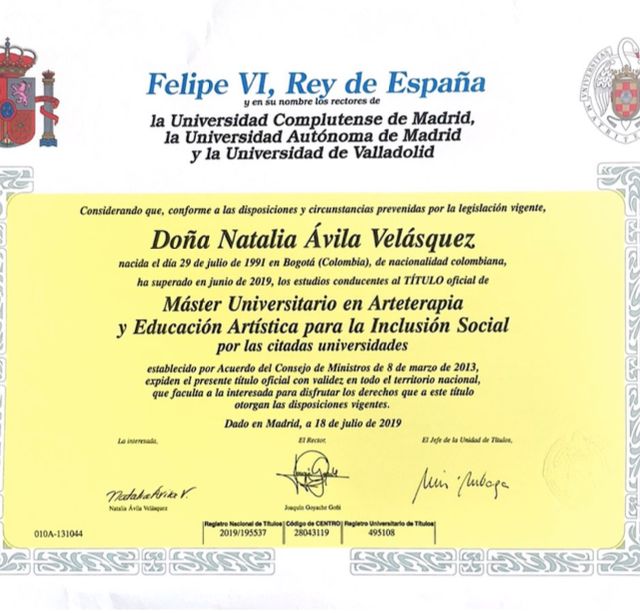 Felipe VI, Rey de España
y en su nombre los rectores de
la Universidad Complutense de Madrid,
la Universidad Autónoma de Madrid
y la Universidad de Valladolid
Considerando que, conforme a las disposiciones y circunstancias prevenidas por la legislación vigente,
Doña Natalia Ávila Velásquez
nacida el día 29 de julio de 1991 en Bogotá (Colombia), de nacionalidad colombiana,
ha superado en junio de 2019, los estudios conducentes al TÍTULO oficial de
Máster Universitario en Arteterapia
y Educación Artística para la Inclusión Social
por las citadas universidades
establecido por Acuerdo del Consejo de Ministros de 8 de marzo de 2013,
expiden el presente título oficial con validez en todo el territorio nacional,
que faculta a la interesada para disfrutar los derechos que a este título
otorgan las disposiciones vigentes.
Dado en Madrid, a 18 de julio de 2019
La interesada, El Rector, El Jefe de la Unidad de Títulos,
Natalia Avila V.
Natalia Ávila Velásquez Joaquín Goyache Goñi
Registro Nacional de Títulos Código de CENTRO Registro Universitario de Títulos
010A-131044 2019/195537 28043119 495108